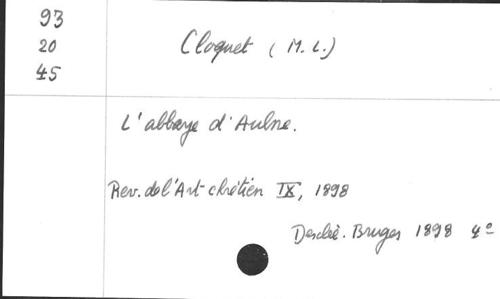 93
20
45
Cloquet (M. L.)
L'abbaye d'Aulne.
Rev. de l'Art chrétien IX, 1898
Desclée. Bruges 1898 4°